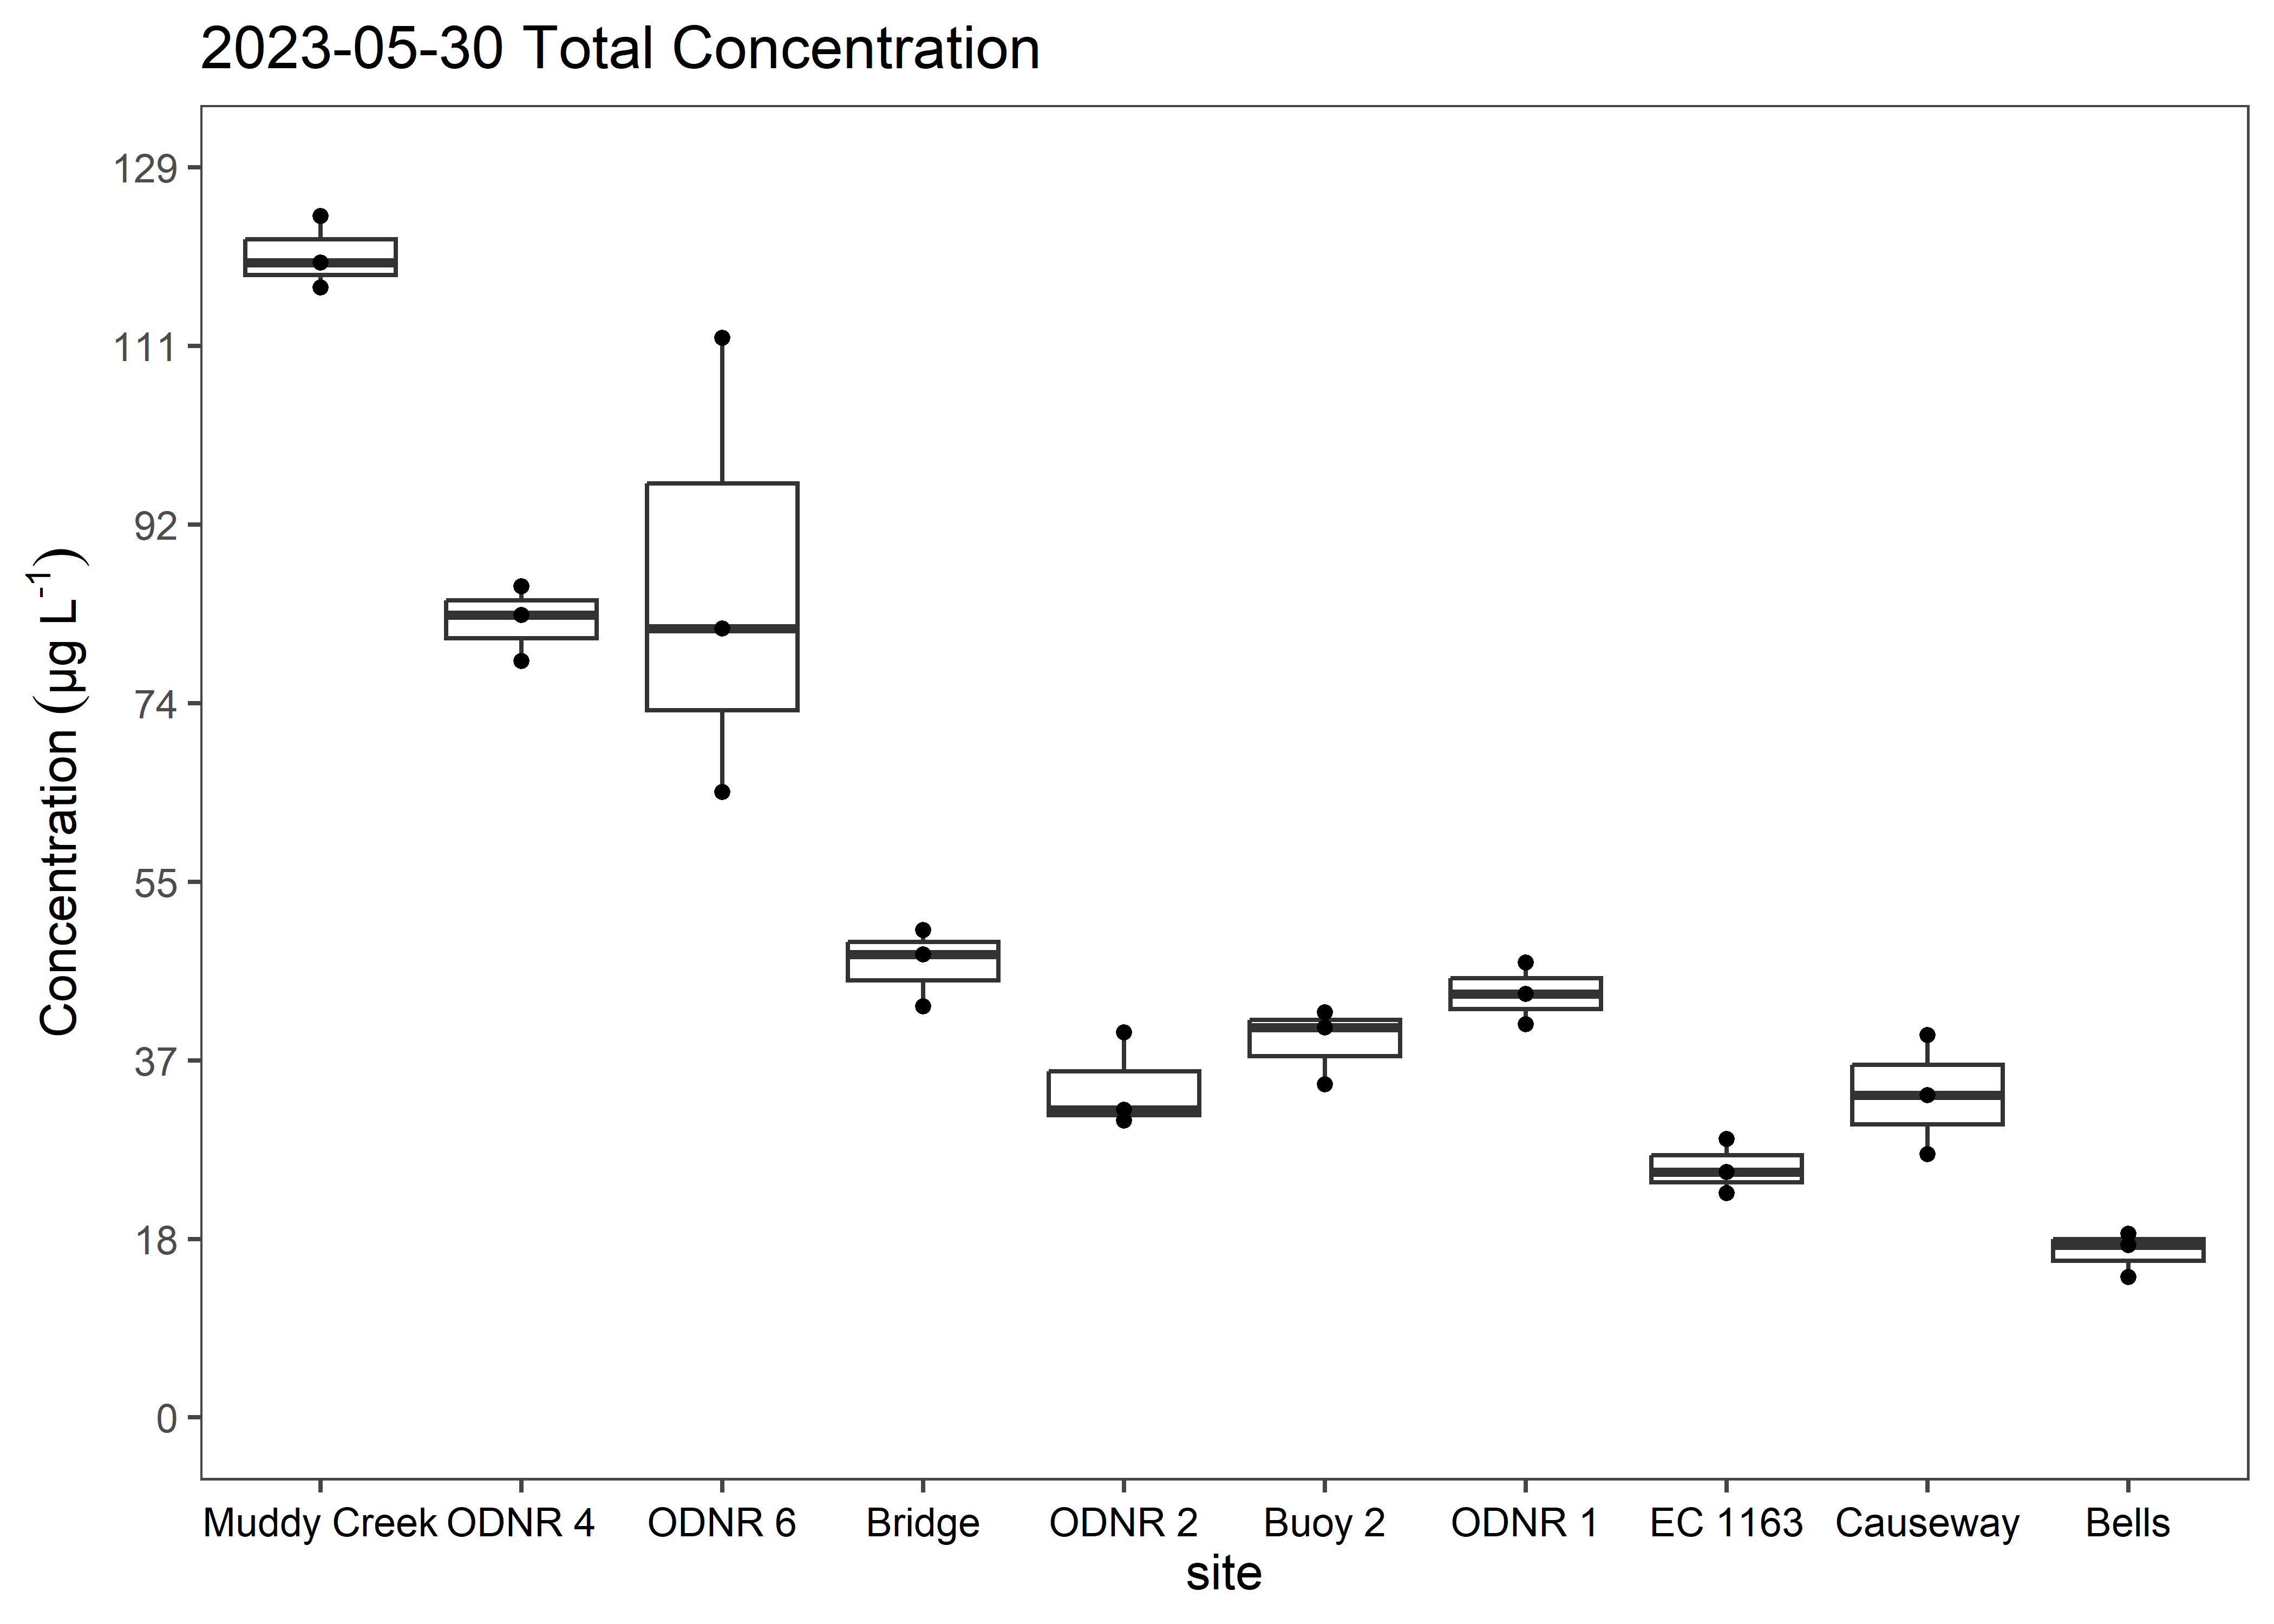 2023-05-30 Total Concentration
Concentration (µg L⁻¹)
129
111
92
74
55
37
18
0
Muddy Creek ODNR 4 ODNR 6 Bridge ODNR 2 Buoy 2 ODNR 1 EC 1163 Causeway Bells
site